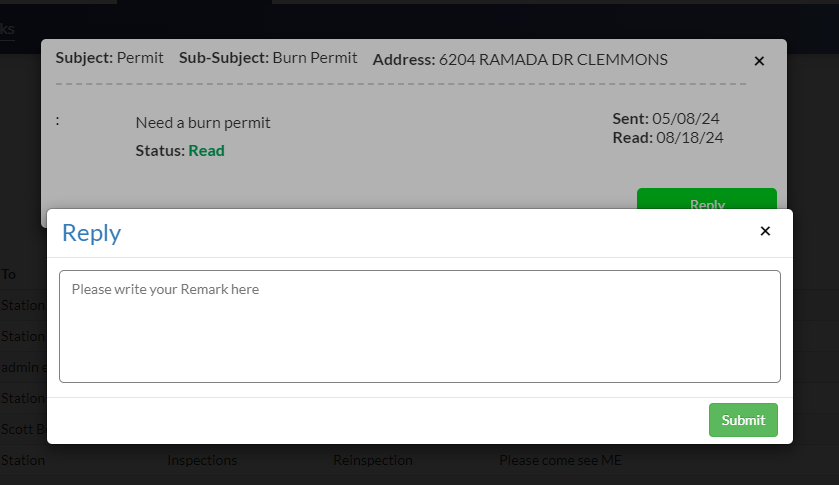 ks
Subject: Permit Sub-Subject: Burn Permit Address: 6204 RAMADA DR CLEMMONS ×
: Need a burn permit Sent: 05/08/24
Status: Read Read: 08/18/24
Reply
Reply ×
Please write your Remark here
Submit
To
Station
Station
admin
Station
Scott
Station Inspections Reinspection Please come see ME